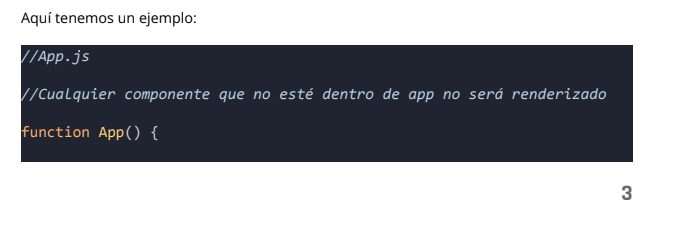 Aquí tenemos un ejemplo:
//App.js
//Cualquier componente que no esté dentro de app no será renderizado
function App() {
3